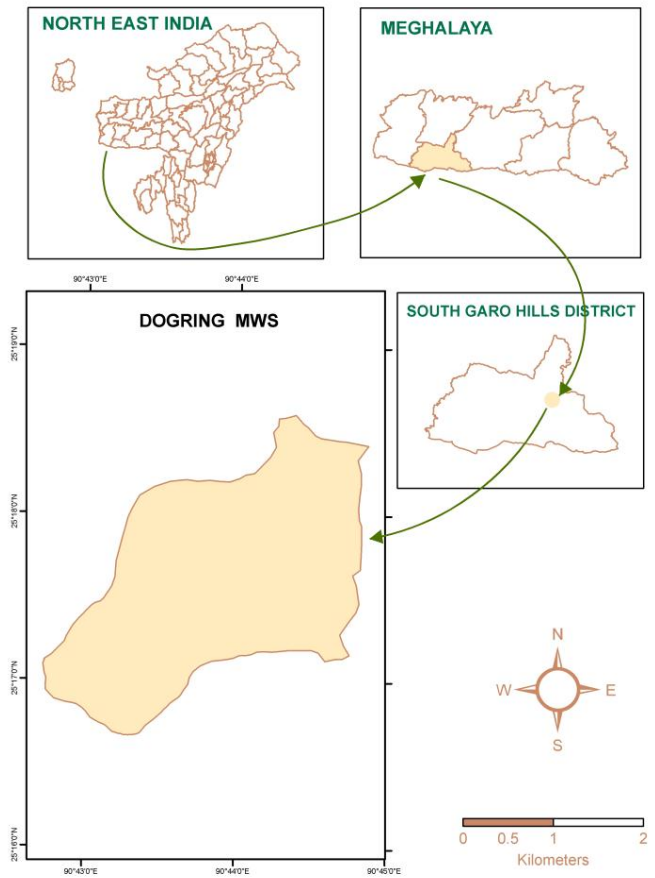 NORTH EAST INDIA
MEGHALAYA
90°43'0"E
90°44'0"E
DOGRING MWS
SOUTH GARO HILLS DISTRICT
25°19'0"N
25°18'0"N
25°17'0"N
25°16'0"N
N
W
E
S
0 0.5 1 2
Kilometers
90°43'0"E
90°44'0"E
90°45'0"E